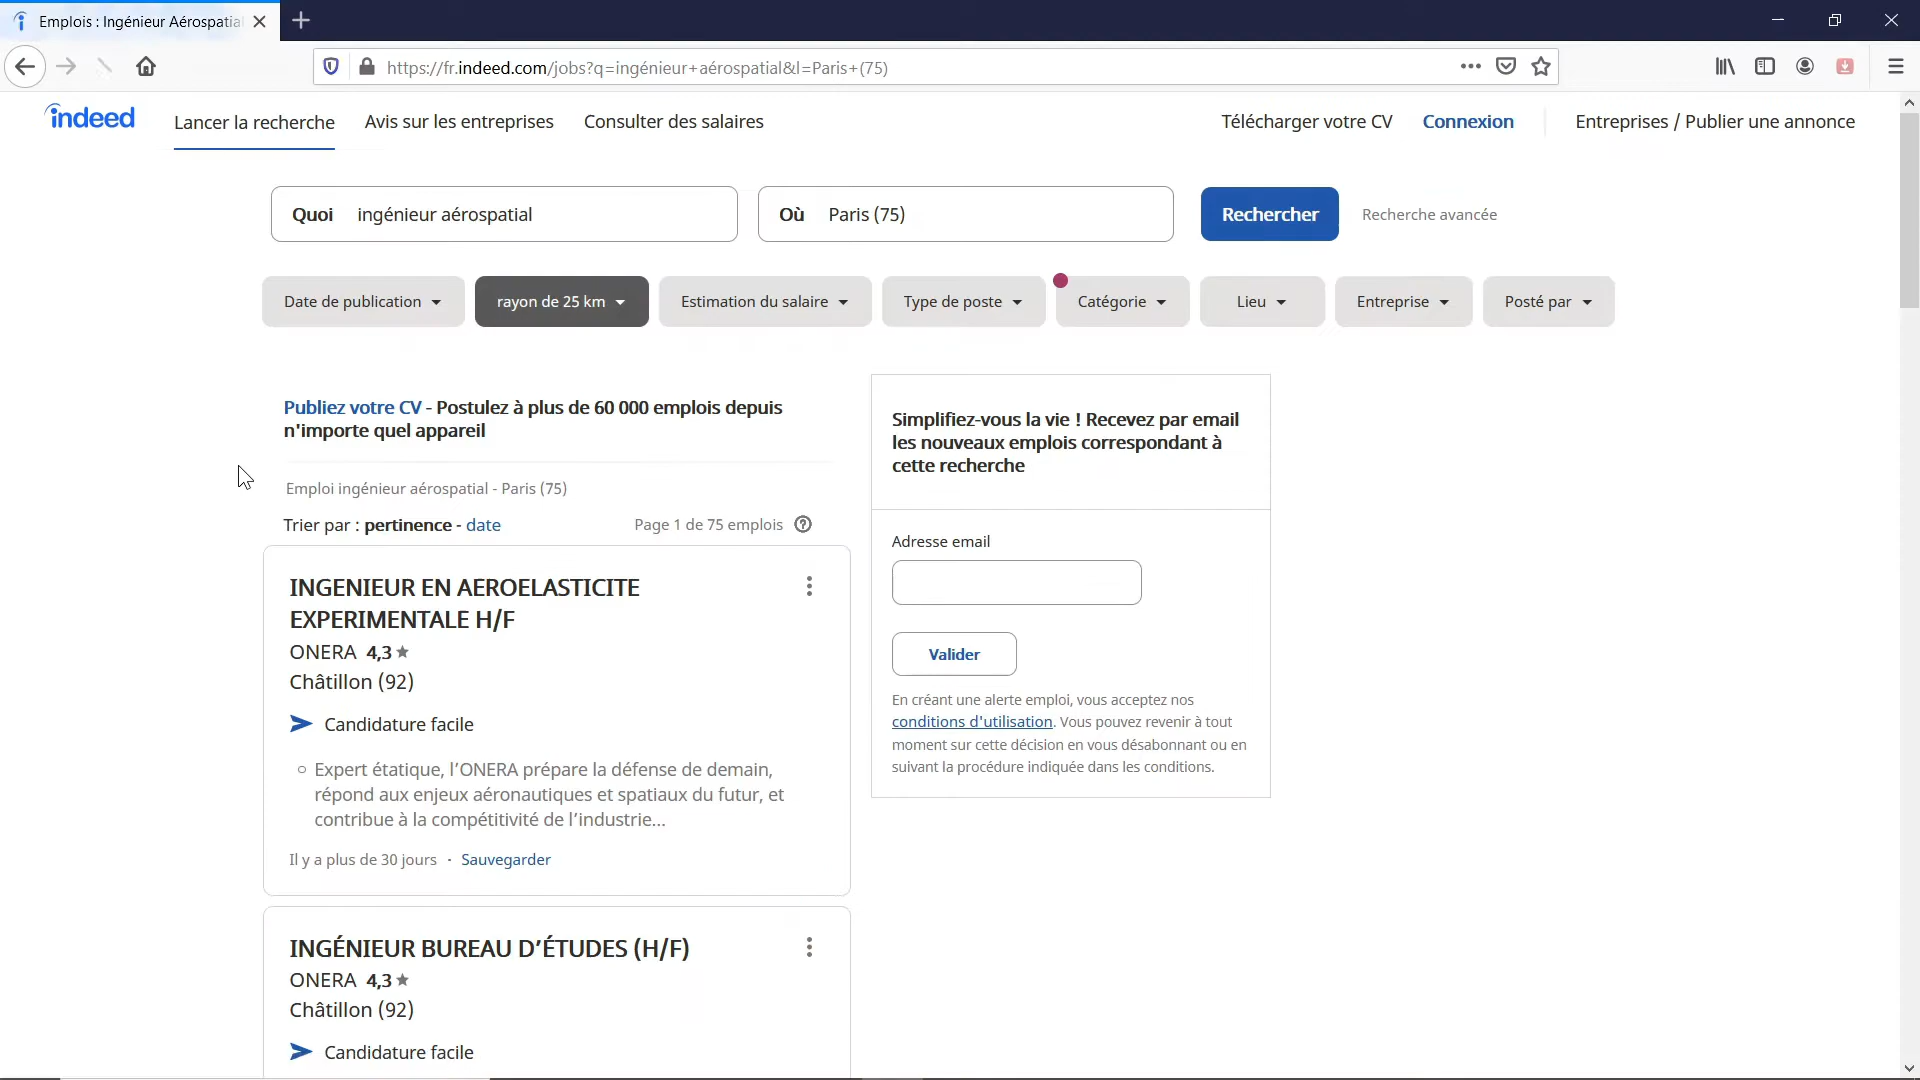 Emplois : Ingénieur Aérospatial
https://fr.indeed.com/jobs?q=ingénieur+aérospatial&l=Paris+(75)
indeed
Lancer la recherche
Avis sur les entreprises
Consulter des salaires
Télécharger votre CV
Connexion
Entreprises / Publier une annonce
Quoi ingénieur aérospatial
Où Paris (75)
Rechercher
Recherche avancée
Date de publication
rayon de 25 km
Estimation du salaire
Type de poste
Catégorie
Lieu
Entreprise
Posté par
Publiez votre CV - Postulez à plus de 60 000 emplois depuis
n'importe quel appareil
Emploi ingénieur aérospatial - Paris (75)
Trier par : pertinence - date
Page 1 de 75 emplois
INGENIEUR EN AEROELASTICITE
EXPERIMENTALE H/F
ONERA 4,3
Châtillon (92)
Candidature facile
Expert étatique, l’ONERA prépare la défense de demain,
répond aux enjeux aéronautiques et spatiaux du futur, et
contribue à la compétitivité de l’industrie...
Il y a plus de 30 jours · Sauvegarder
INGÉNIEUR BUREAU D’ÉTUDES (H/F)
ONERA 4,3
Châtillon (92)
Candidature facile
Simplifiez-vous la vie ! Recevez par email
les nouveaux emplois correspondant à
cette recherche
Adresse email
Valider
En créant une alerte emploi, vous acceptez nos
conditions d'utilisation. Vous pouvez revenir à tout
moment sur cette décision en vous désabonnant ou en
suivant la procédure indiquée dans les conditions.